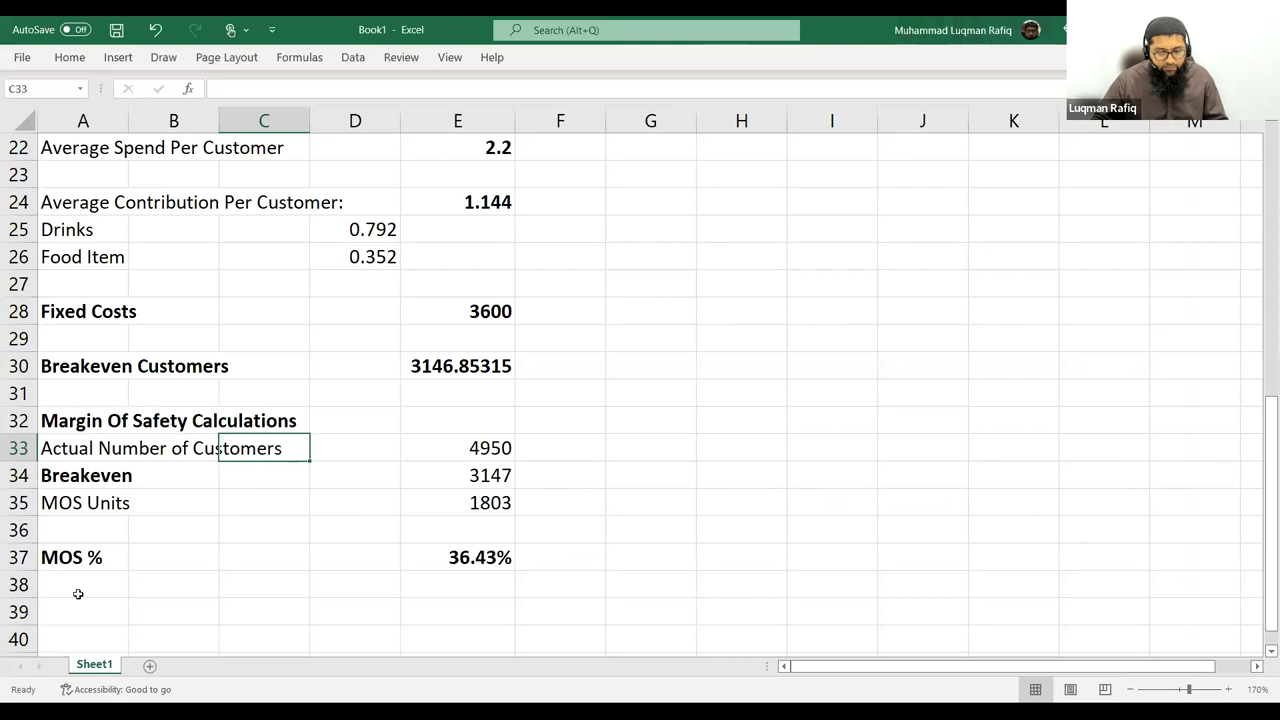 AutoSave Off Book1 - Excel Search (Alt+Q) Muhammad Luqman Rafiq
File Home Insert Draw Page Layout Formulas Data Review View Help
C33 fx
Luqman Rafiq
A B C D E F G H I J K L M
22 Average Spend Per Customer 2.2
23
24 Average Contribution Per Customer: 1.144
25 Drinks 0.792
26 Food Item 0.352
27
28 Fixed Costs 3600
29
30 Breakeven Customers 3146.85315
31
32 Margin Of Safety Calculations
33 Actual Number of Customers 4950
34 Breakeven 3147
35 MOS Units 1803
36
37 MOS % 36.43%
38
39
40
Sheet1
Ready Accessibility: Good to go 170%